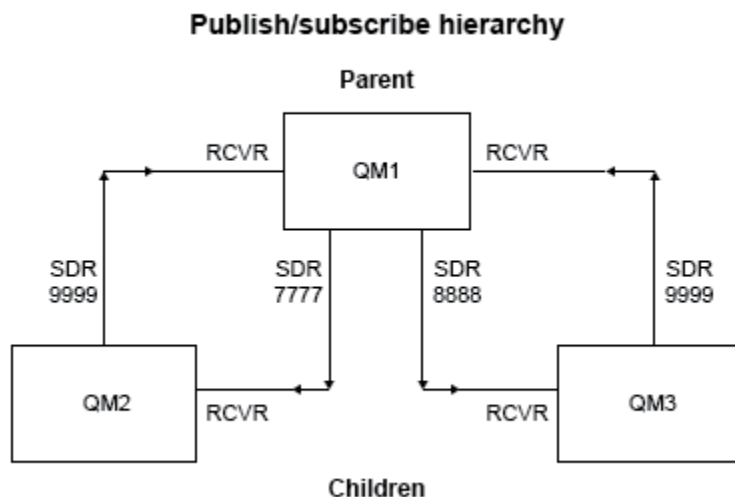 Publish/subscribe hierarchy
Parent
RCVR
QM1
RCVR
SDR
9999
SDR
7777
SDR
8888
SDR
9999
QM2
RCVR
RCVR
QM3
Children